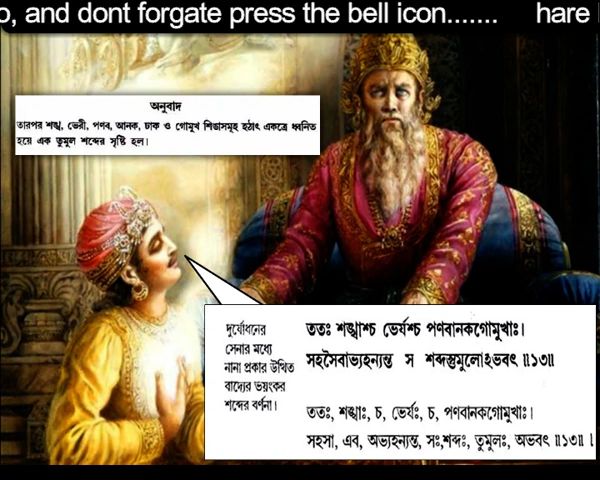 o, and dont forgate press the bell icon....... hare
অনুবাদ
তারপর শঙ্খ, ভেরী, পণব, আনক, ঢাক ও গোমুখ শিঙাসমূহ হঠাৎ একত্রে ধ্বনিত
হয়ে এক তুমুল শব্দের সৃষ্টি হল।
দুর্যোধনের
সেনার মধ্যে
নানা প্রকার উত্থিত
বাদ্যের ভয়ংকর
শব্দের বর্ণনা।
ততঃ শঙ্খাশ্চ ভের্যশ্চ পণবানকগোমুখাঃ।
সহসৈবাভ্যহন্যন্ত স শব্দস্তুমুলোঽভবৎ ॥১৩॥
ততঃ, শঙ্খাঃ, চ, ভের্যঃ, চ, পণবানকগোমুখাঃ।
সহসা, এব, অভ্যহন্যন্ত, সঃ,শব্দঃ, তুমুলঃ, অভবৎ ॥১৩॥ ।